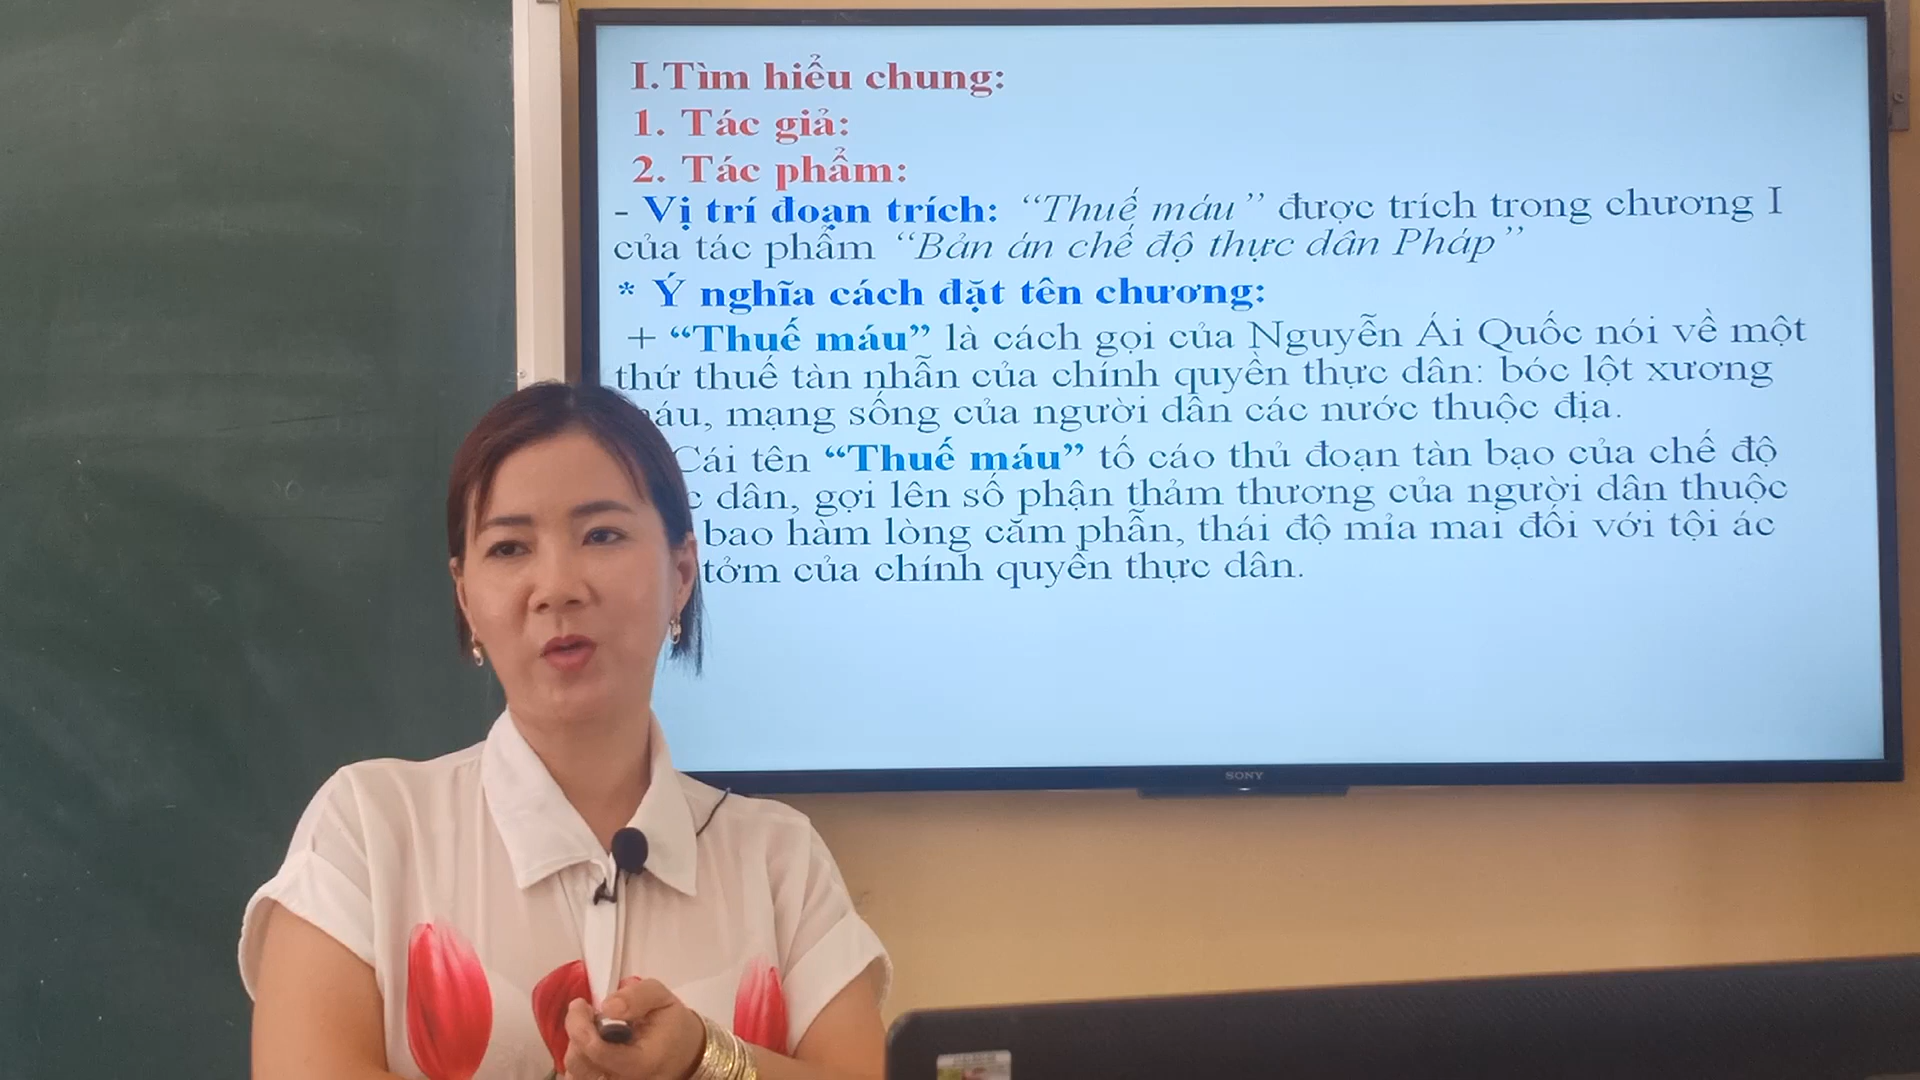 I.Tìm hiểu chung:
1. Tác giả:
2. Tác phẩm:
- Vị trí đoạn trích: “Thuế máu” được trích trong chương I
của tác phẩm “Bản án chế độ thực dân Pháp”
* Ý nghĩa cách đặt tên chương:
+ “Thuế máu” là cách gọi của Nguyễn Ái Quốc nói về một
thứ thuế tàn nhẫn của chính quyền thực dân: bóc lột xương
máu, mạng sống của người dân các nước thuộc địa.
Cái tên “Thuế máu” tố cáo thủ đoạn tàn bạo của chế độ
dân, gợi lên số phận thảm thương của người dân thuộc
bao hàm lòng căm phẫn, thái độ mỉa mai đối với tội ác
tởm của chính quyền thực dân.
SONY